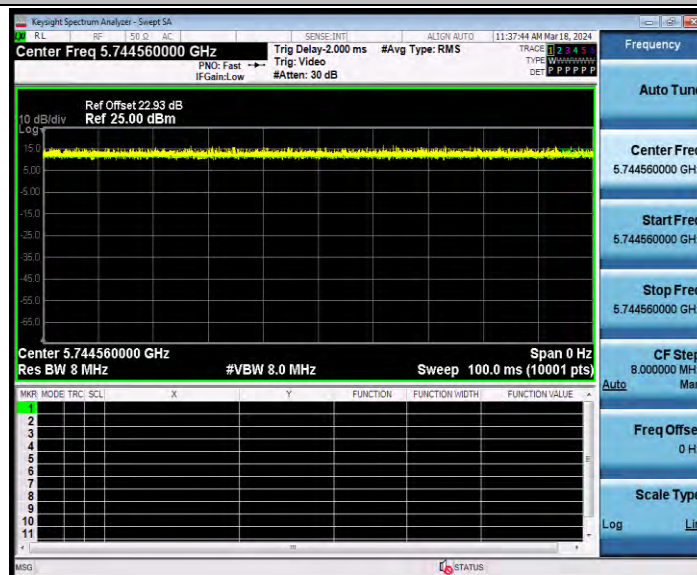 Keysight Spectrum Analyzer - Swept SA
RL RF 50 Ω AC SENSE:INT ALIGN AUTO 11:37:44 AM Mar 18, 2024
Center Freq 5.744560000 GHz Trig Delay-2.000 ms #Avg Type: RMS TRACE 1 2 3 4 5 6 Frequency
PNO: Fast Trig: Video TYPE WWWWWW
IFGain:Low #Atten: 30 dB DET P P P P P P
Auto Tune
Ref Offset 22.93 dB
10 dB/div Ref 25.00 dBm
Log
15.0
5.00
-5.00
-15.0
-25.0
-35.0
-45.0
-55.0
-65.0
Center Freq
5.744560000 GHz
Start Freq
5.744560000 GHz
Stop Freq
5.744560000 GHz
Center 5.744560000 GHz Span 0 Hz
Res BW 8 MHz #VBW 8.0 MHz Sweep 100.0 ms (10001 pts)
CF Step
8.000000 MHz
Auto Man
MKR MODE TRC SCL X Y FUNCTION FUNCTION WIDTH FUNCTION VALUE
1
2
3
4
5
6
7
8
9
10
11
Freq Offset
0 Hz
Scale Type
Log Lin
MSG STATUS